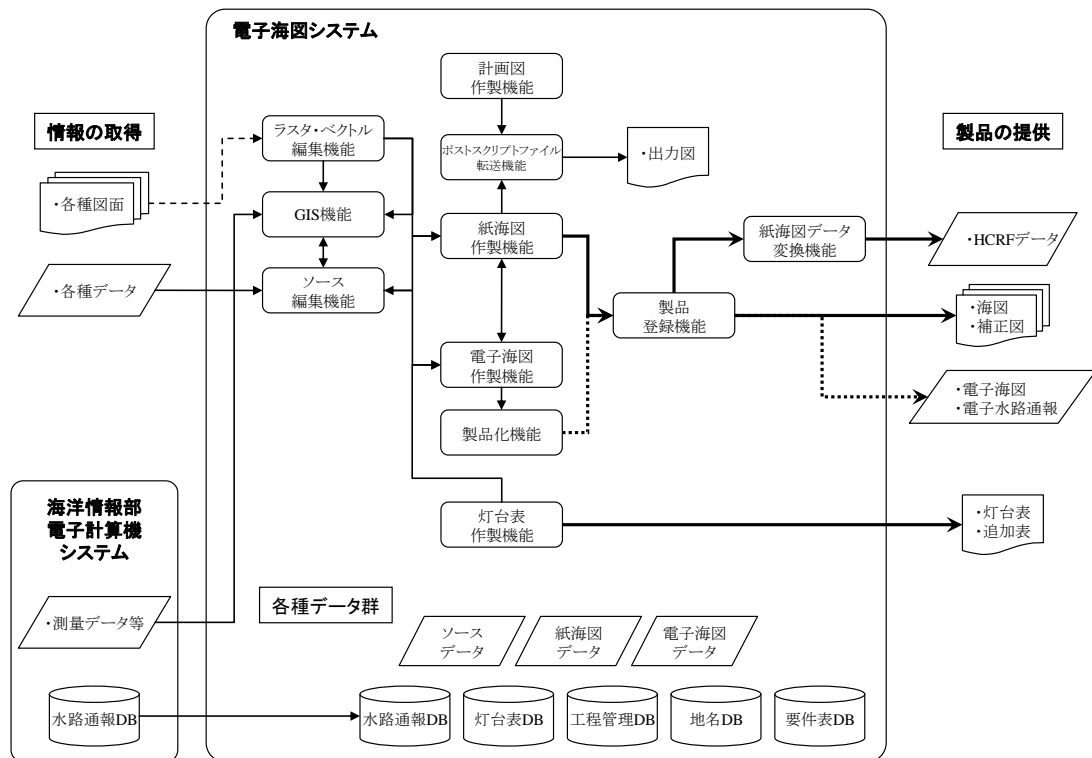 電子海図システム
計画図
作製機能
情報の取得
ラスタ・ベクトル
編集機能
ポストスクリプトファイル
転送機能
・出力図
製品の提供
・各種図面
GIS機能
紙海図
作製機能
紙海図データ
変換機能
・HCRFデータ
・各種データ
ソース
編集機能
製品
登録機能
・海図
・補正図
電子海図
作製機能
・電子海図
・電子水路通報
製品化機能
海洋情報部
電子計算機
システム
灯台表
作製機能
・灯台表
・追加表
・測量データ等
各種データ群
ソース
データ
紙海図
データ
電子海図
データ
水路通報DB
水路通報DB
灯台表DB
工程管理DB
地名DB
要件表DB